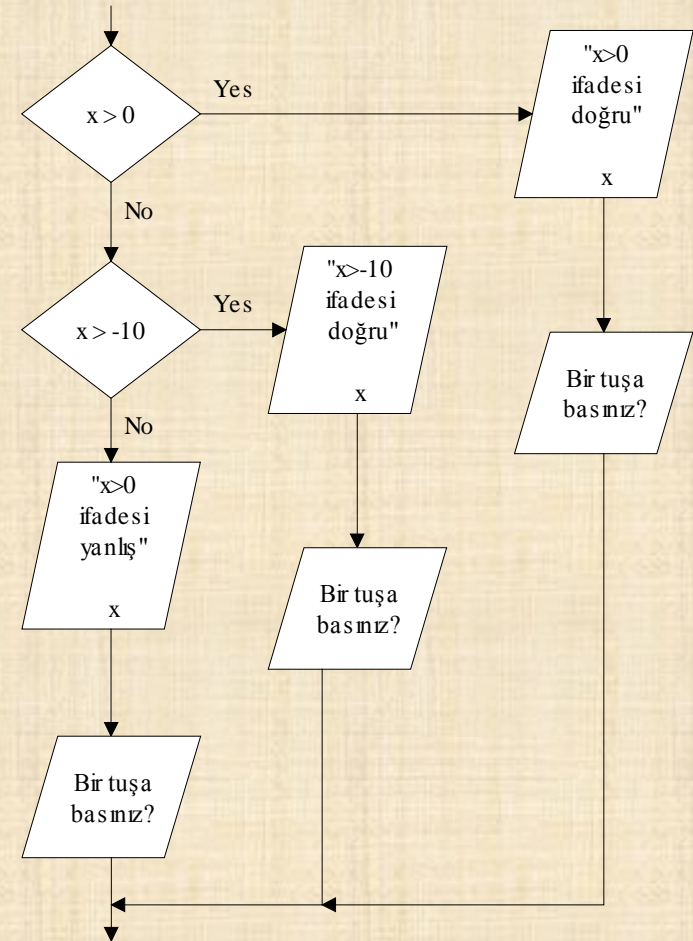 x > 0
Yes
"x>0
ifadesi
doğru"
x
No
x > -10
Yes
"x>-10
ifadesi
doğru"
x
Bir tuşa
basınız?
No
"x>0
ifadesi
yanlış"
x
Bir tuşa
basınız?
Bir tuşa
basınız?